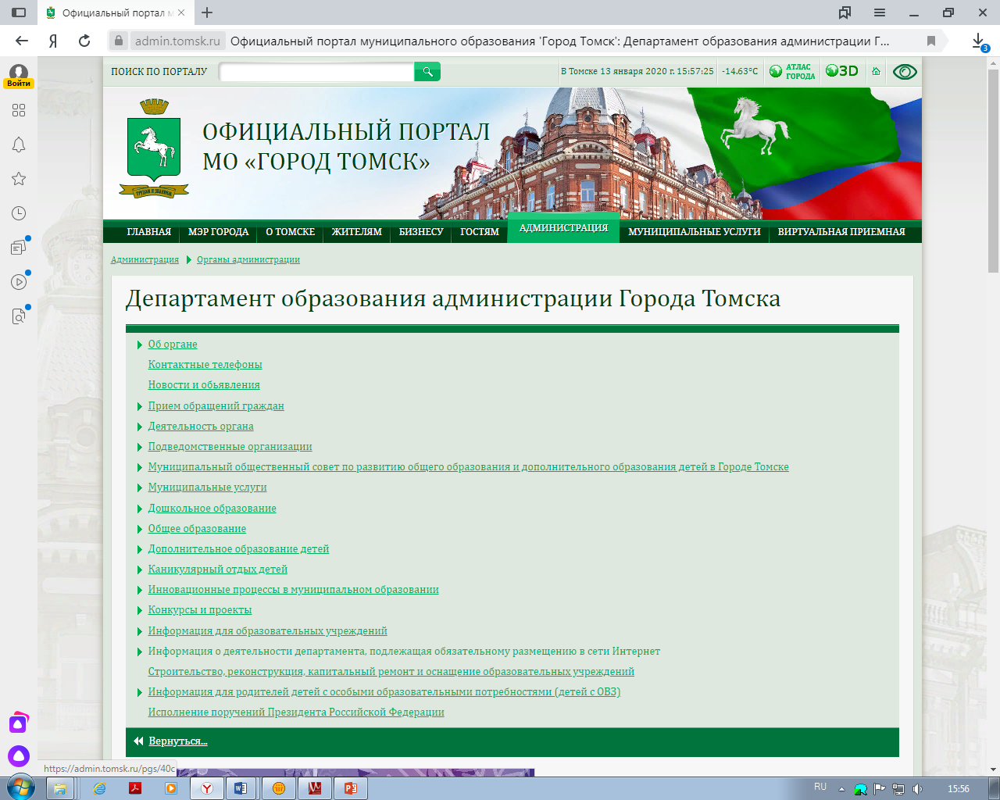 Официальный портал м
admin.tomsk.ru Официальный портал муниципального образования 'Город Томск': Департамент образования администрации Г...
3
Войти
ПОИСК ПО ПОРТАЛУ
В Томске 13 января 2020 г. 15:57:25
-14.63°C
АТЛАС
ГОРОДА
3D
ОФИЦИАЛЬНЫЙ ПОРТАЛ
МО «ГОРОД ТОМСК»
ТРУДОМ И ЗНАНИЕМ
ГЛАВНАЯ МЭР ГОРОДА О ТОМСКЕ ЖИТЕЛЯМ БИЗНЕСУ ГОСТЯМ АДМИНИСТРАЦИЯ МУНИЦИПАЛЬНЫЕ УСЛУГИ ВИРТУАЛЬНАЯ ПРИЕМНАЯ
Администрация Органы администрации
Департамент образования администрации Города Томска
Об органе
Контактные телефоны
Новости и обьявления
Прием обращений граждан
Деятельность органа
Подведомственные организации
Муниципальный общественный совет по развитию общего образования и дополнительного образования детей в Городе Томске
Муниципальные услуги
Дошкольное образование
Общее образование
Дополнительное образование детей
Каникулярный отдых детей
Инновационные процессы в муниципальном образовании
Конкурсы и проекты
Информация для образовательных учреждений
Информация о деятельности департамента, подлежащая обязательному размещению в сети Интернет
Строительство, реконструкция, капитальный ремонт и оснащение образовательных учреждений
Информация для родителей детей с особыми образовательными потребностями (детей с ОВЗ)
Исполнение поручений Президента Российской Федерации
Вернуться...
https://admin.tomsk.ru/pgs/40c
RU
15:56